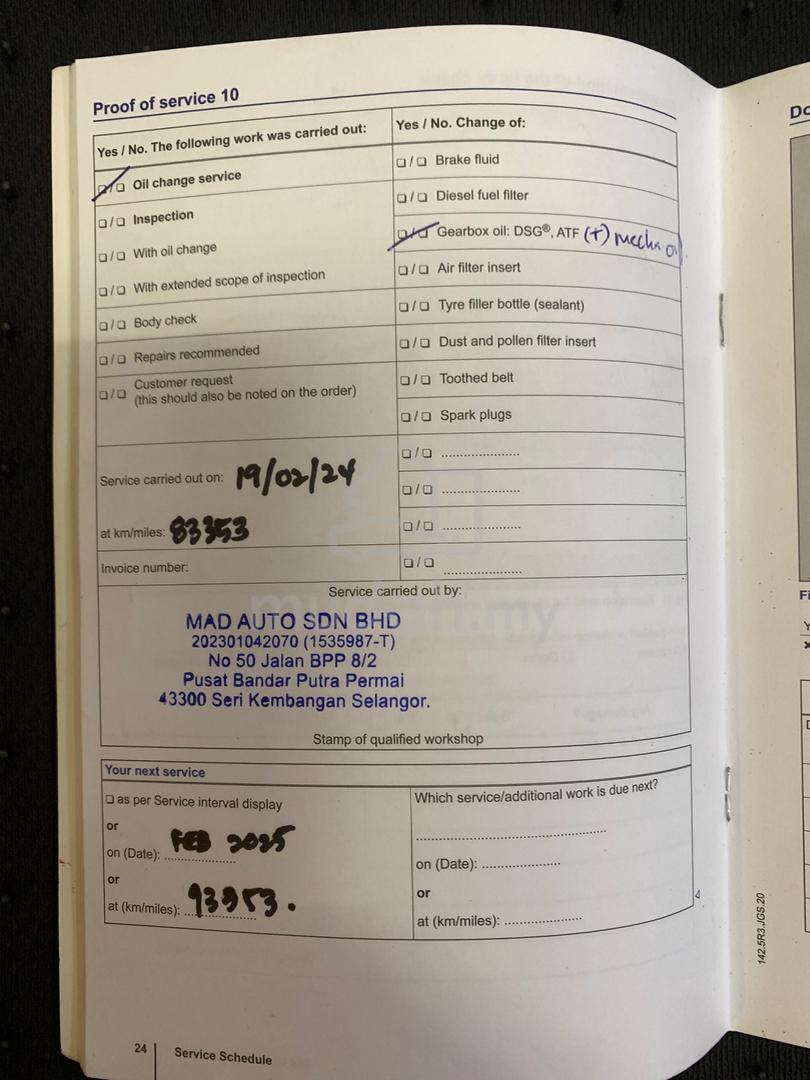 Proof of service 10
Yes / No. The following work was carried out:
❏/❏ Oil change service
❏/❏ Inspection
❏/❏ With oil change
❏/❏ With extended scope of inspection
❏/❏ Body check
❏/❏ Repairs recommended
❏/❏ Customer request
(this should also be noted on the order)
Service carried out on: 19/02/24
at km/miles: 83353
Invoice number:
Yes / No. Change of:
❏/❏ Brake fluid
❏/❏ Diesel fuel filter
❏/❏ Gearbox oil: DSG®, ATF (+) mech. oil
❏/❏ Air filter insert
❏/❏ Tyre filler bottle (sealant)
❏/❏ Dust and pollen filter insert
❏/❏ Toothed belt
❏/❏ Spark plugs
❏/❏ ....................
❏/❏ ....................
❏/❏ ....................
❏/❏ ....................
Service carried out by:
MAD AUTO SDN BHD
202301042070 (1535987-T)
No 50 Jalan BPP 8/2
Pusat Bandar Putra Permai
43300 Seri Kembangan Selangor.
Stamp of qualified workshop
Your next service
❏ as per Service interval display
or
on (Date): FEB 2025
or
at (km/miles): 93353.
Which service/additional work is due next?
..................................................
on (Date): ....................
or
at (km/miles): ....................
24
Service Schedule
142.5R3.JGS.20